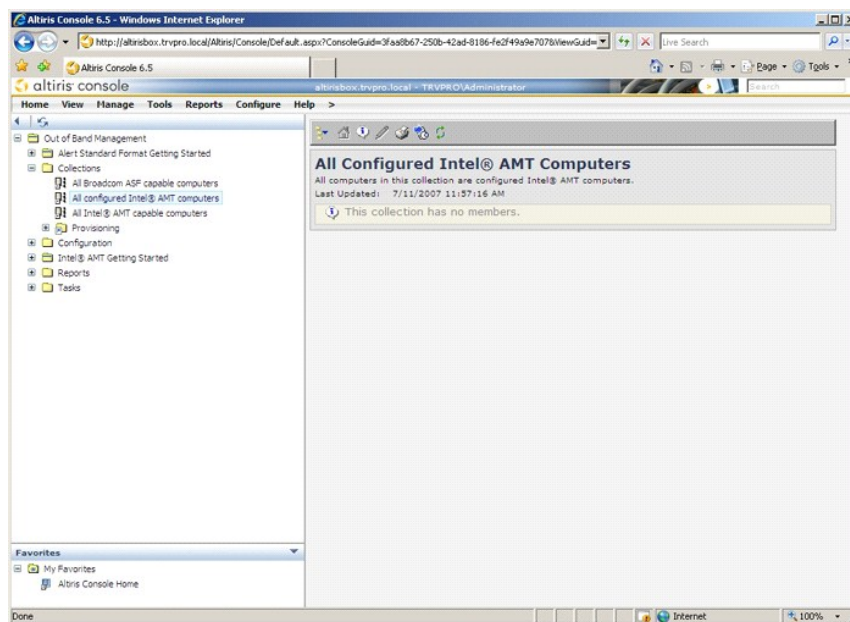 Altiris Console 6.5 - Windows Internet Explorer
http://altirisbox.trvpro.local/Altiris/Console/Default.aspx?ConsoleGuid=3faa8b67-250b-42ad-8186-fe2f49a9e707&ViewGuid=
Live Search
Altiris Console 6.5
Page
Tools
altiris console
altirisbox.trvpro.local - TRVPRO\Administrator
Search
Home View Manage Tools Reports Configure Help >
Out of Band Management
Alert Standard Format Getting Started
Collections
All Broadcom ASF capable computers
All configured Intel® AMT computers
All Intel® AMT capable computers
Provisioning
Configuration
Intel® AMT Getting Started
Reports
Tasks
All Configured Intel® AMT Computers
All computers in this collection are configured Intel® AMT computers.
Last Updated: 7/11/2007 11:57:16 AM
This collection has no members.
Favorites
My Favorites
Altiris Console Home
Done
Internet
100%